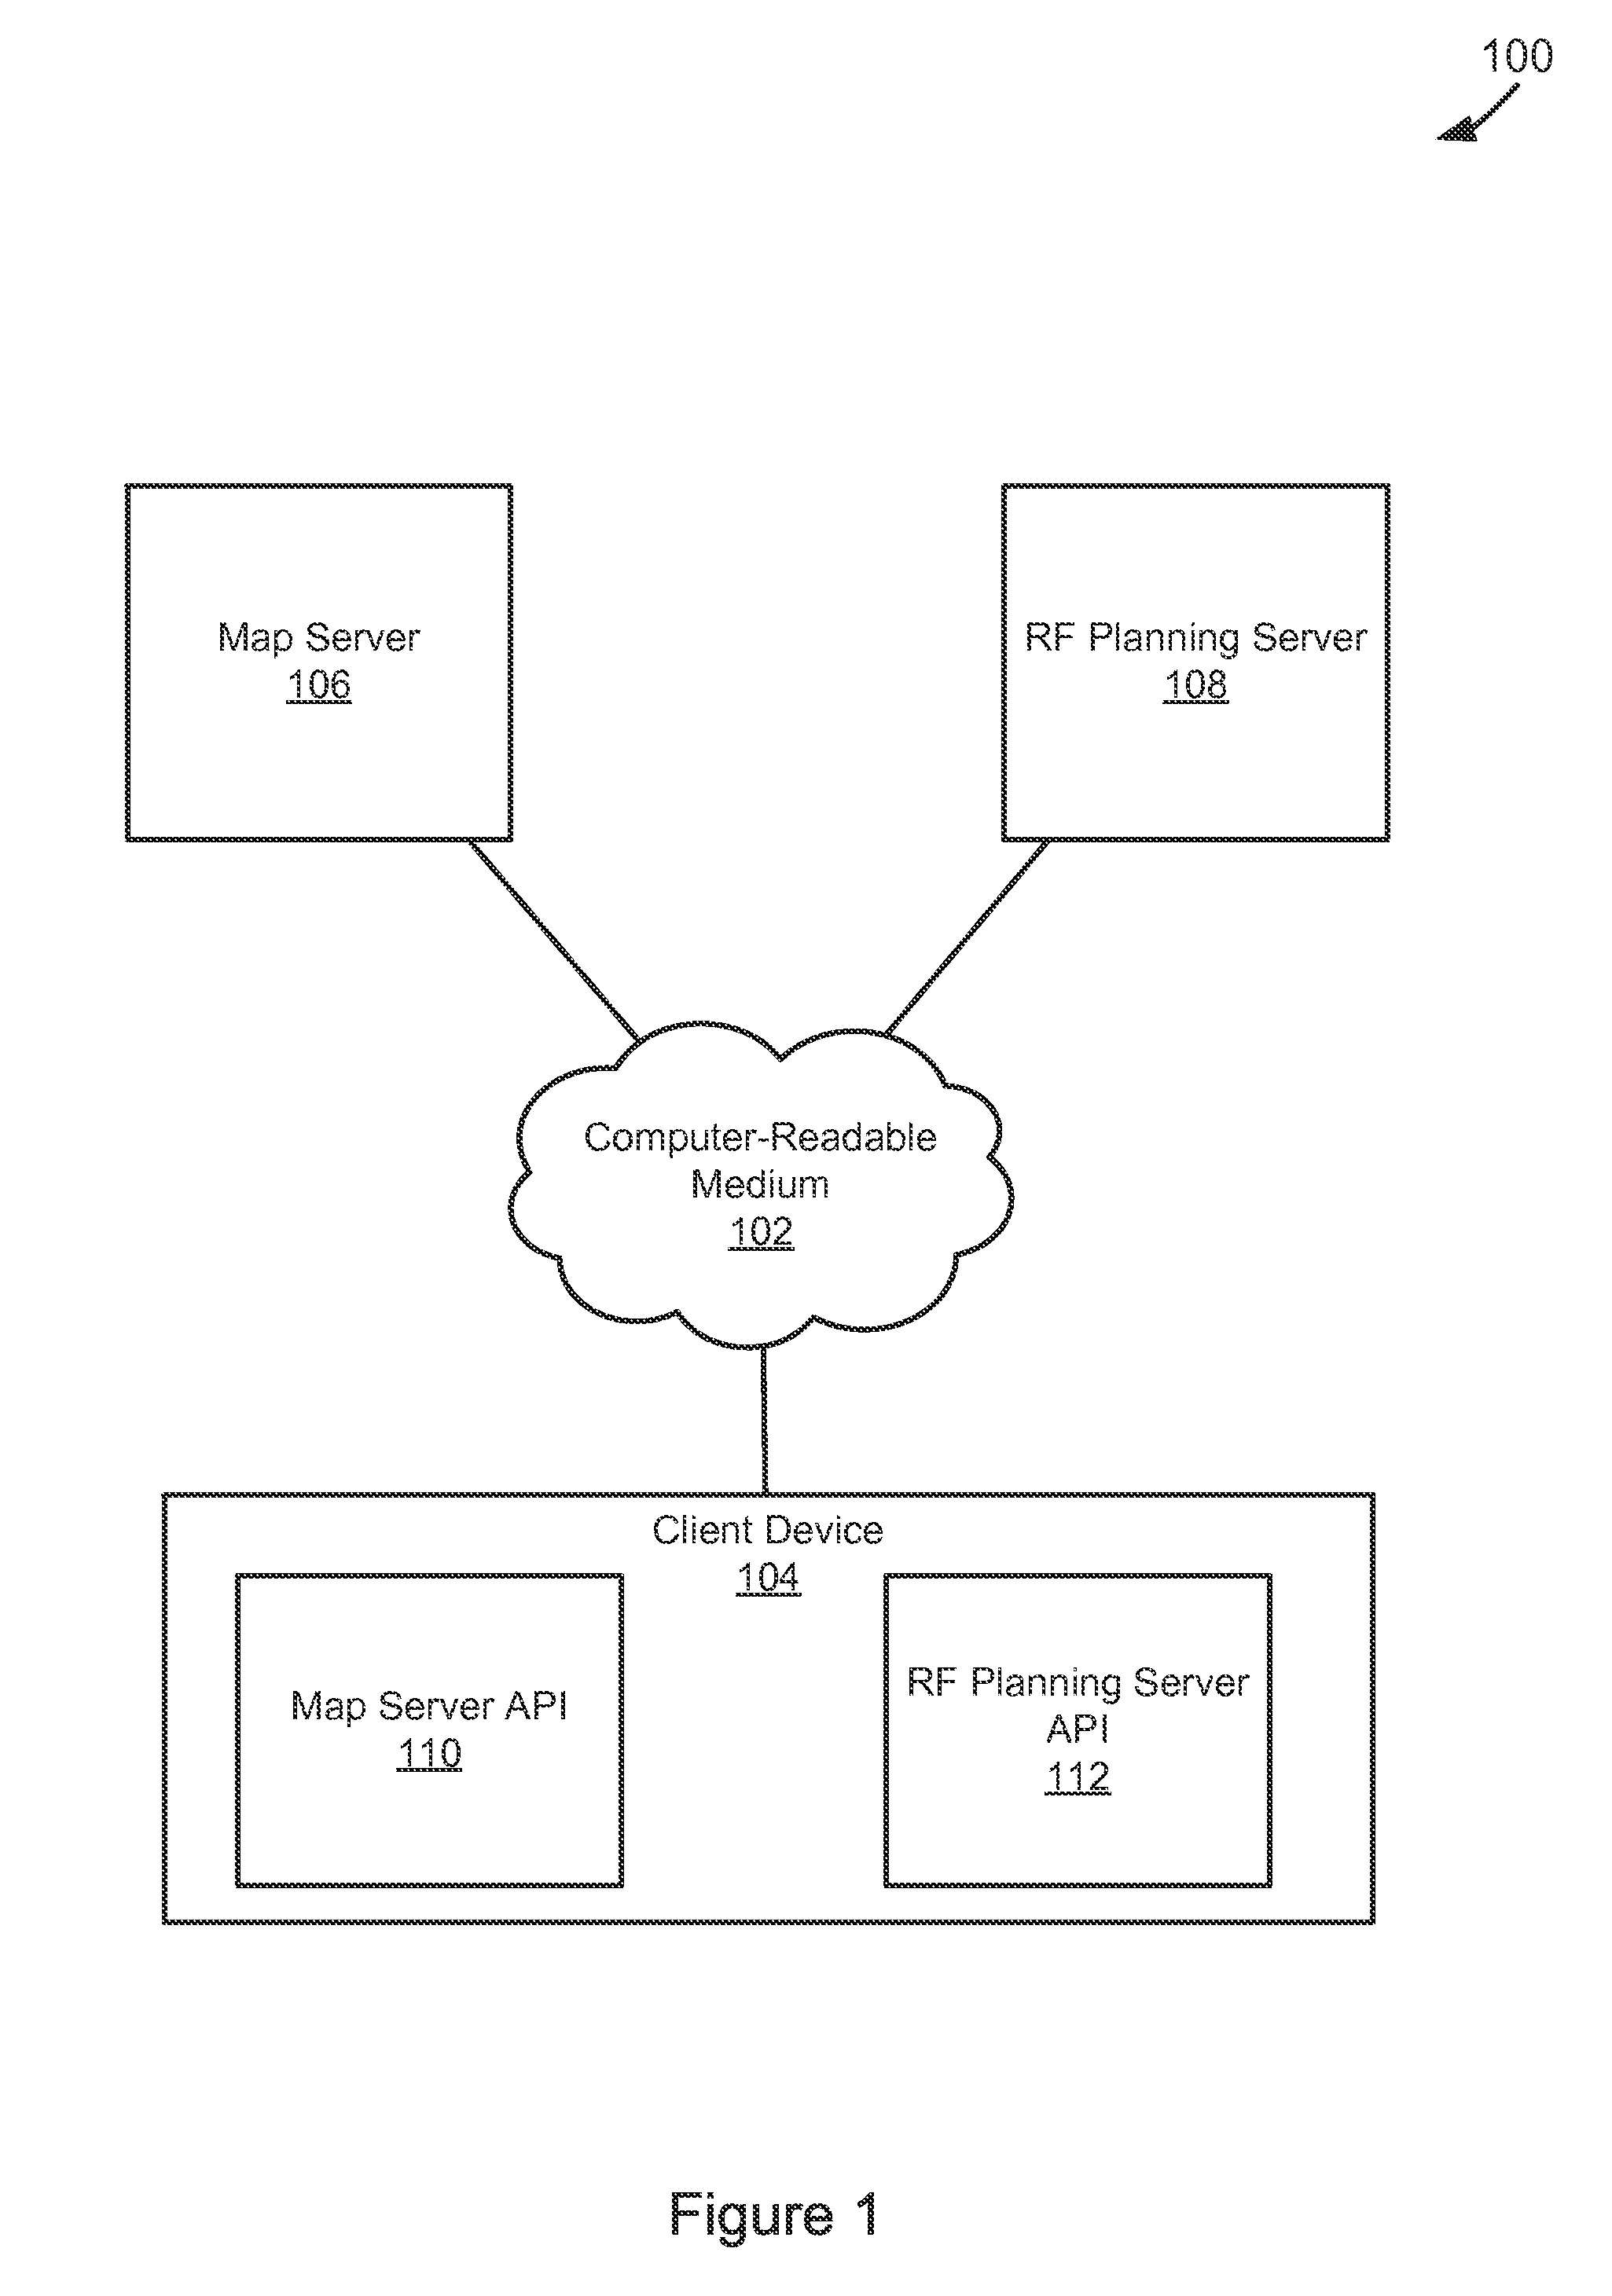 100
Map Server
106
RF Planning Server
108
Computer-Readable
Medium
102
Client Device
104
Map Server API
110
RF Planning Server
API
112
Figure 1